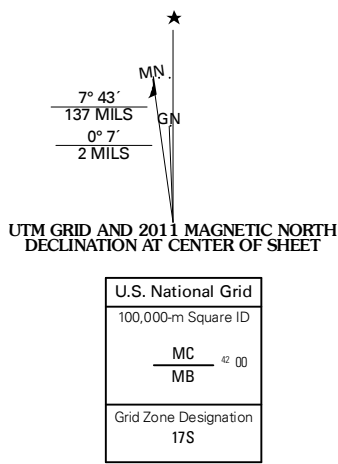 ★
MN
7° 43´
137 MILS
GN
0° 7´
2 MILS
UTM GRID AND 2011 MAGNETIC NORTH
DECLINATION AT CENTER OF SHEET
U.S. National Grid
100,000-m Square ID
MC
42 00
MB
Grid Zone Designation
17S